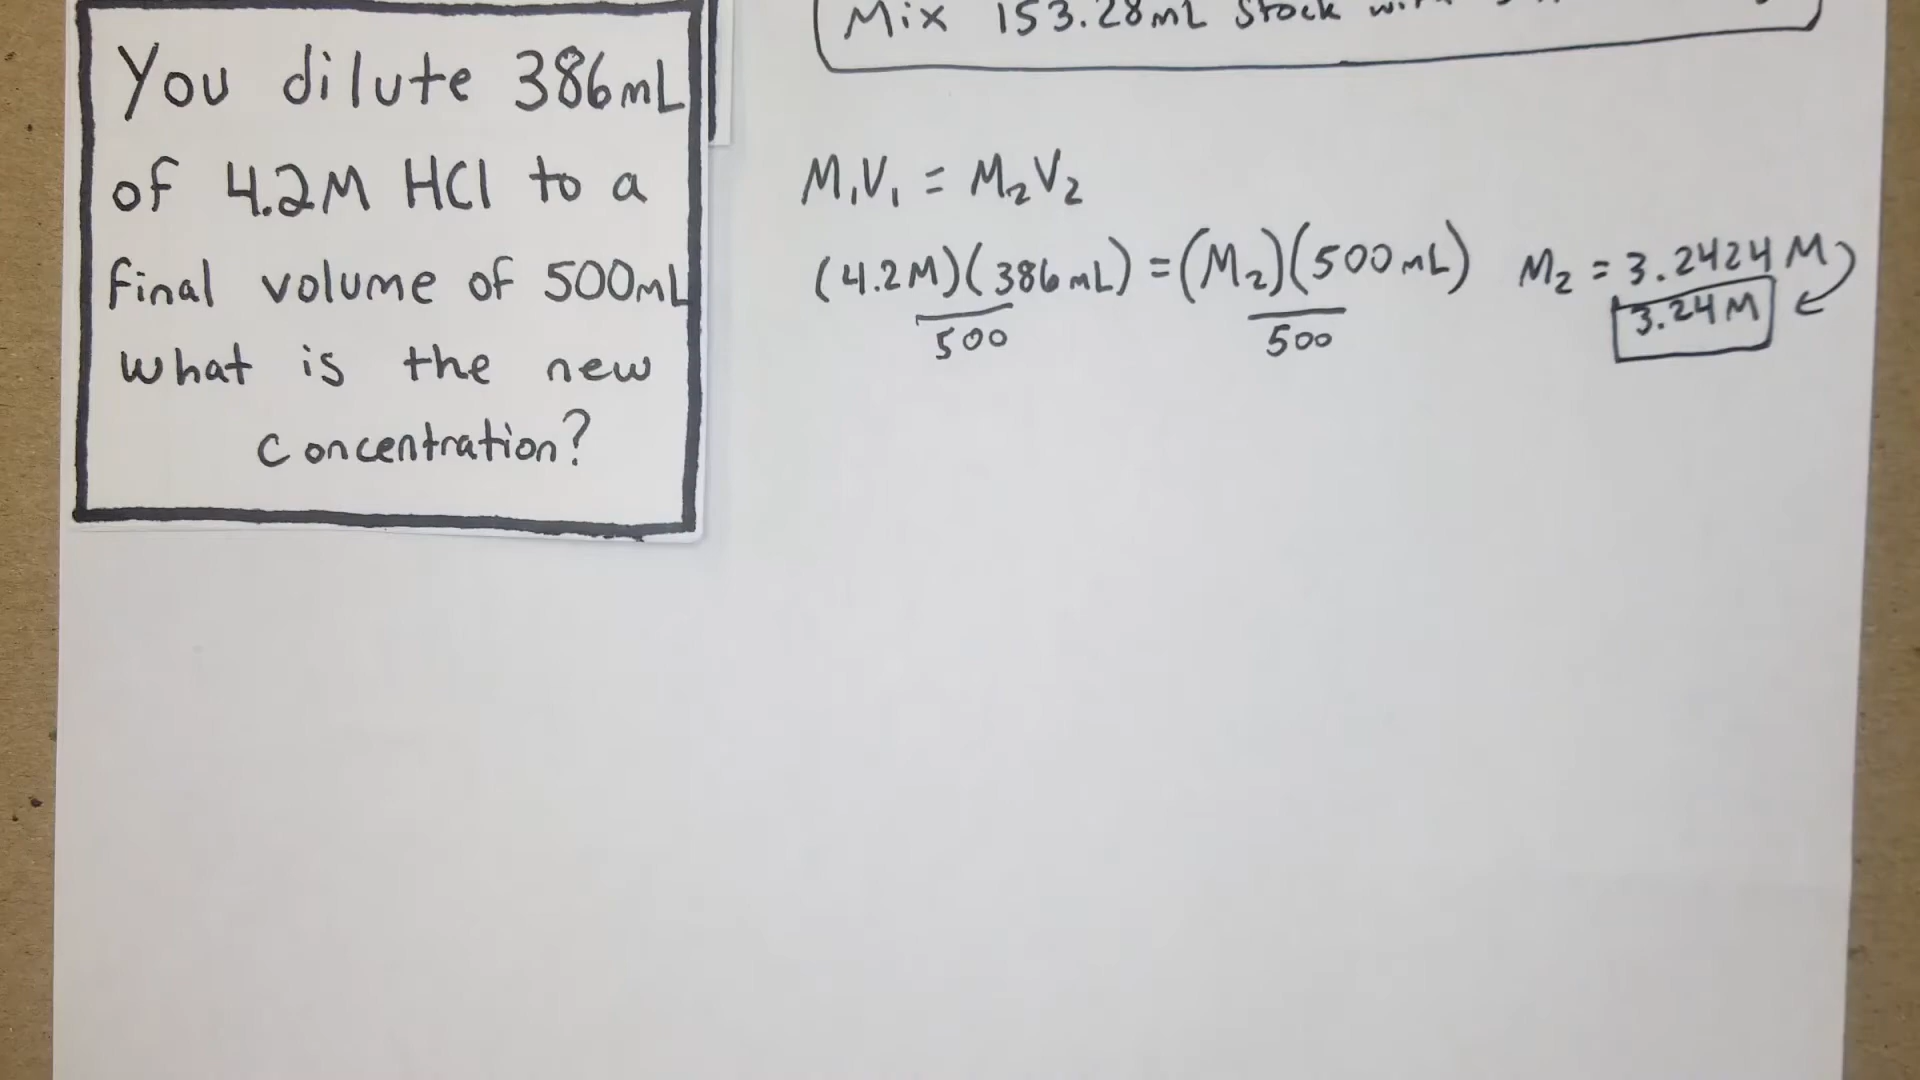 You dilute 386mL
of 4.2M HCl to a
final volume of 500mL
what is the new
concentration?
Mix 153.28mL stock with
M₁V₁ = M₂V₂
(4.2M)(386mL) = (M₂)(500mL) M₂ = 3.2424M
500 500 3.24M